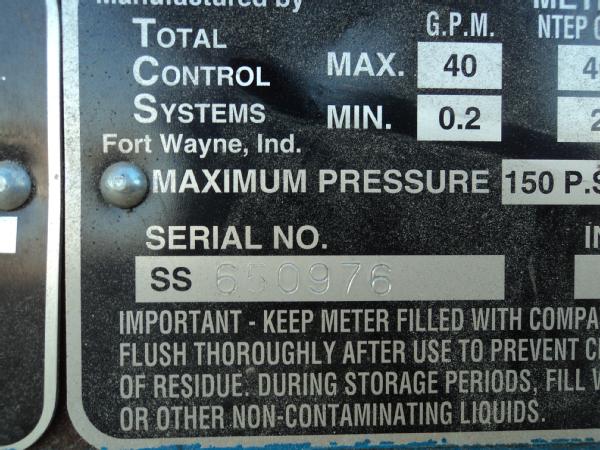 Manufactured by
TOTAL
CONTROL
SYSTEMS
Fort Wayne, Ind.
G.P.M.
MAX. 40
MIN. 0.2
NTEP
MAXIMUM PRESSURE 150 P.S
SERIAL NO.
SS 650976
IMPORTANT - KEEP METER FILLED WITH COMPA
FLUSH THOROUGHLY AFTER USE TO PREVENT
OF RESIDUE. DURING STORAGE PERIODS, FILL
OR OTHER NON-CONTAMINATING LIQUIDS.